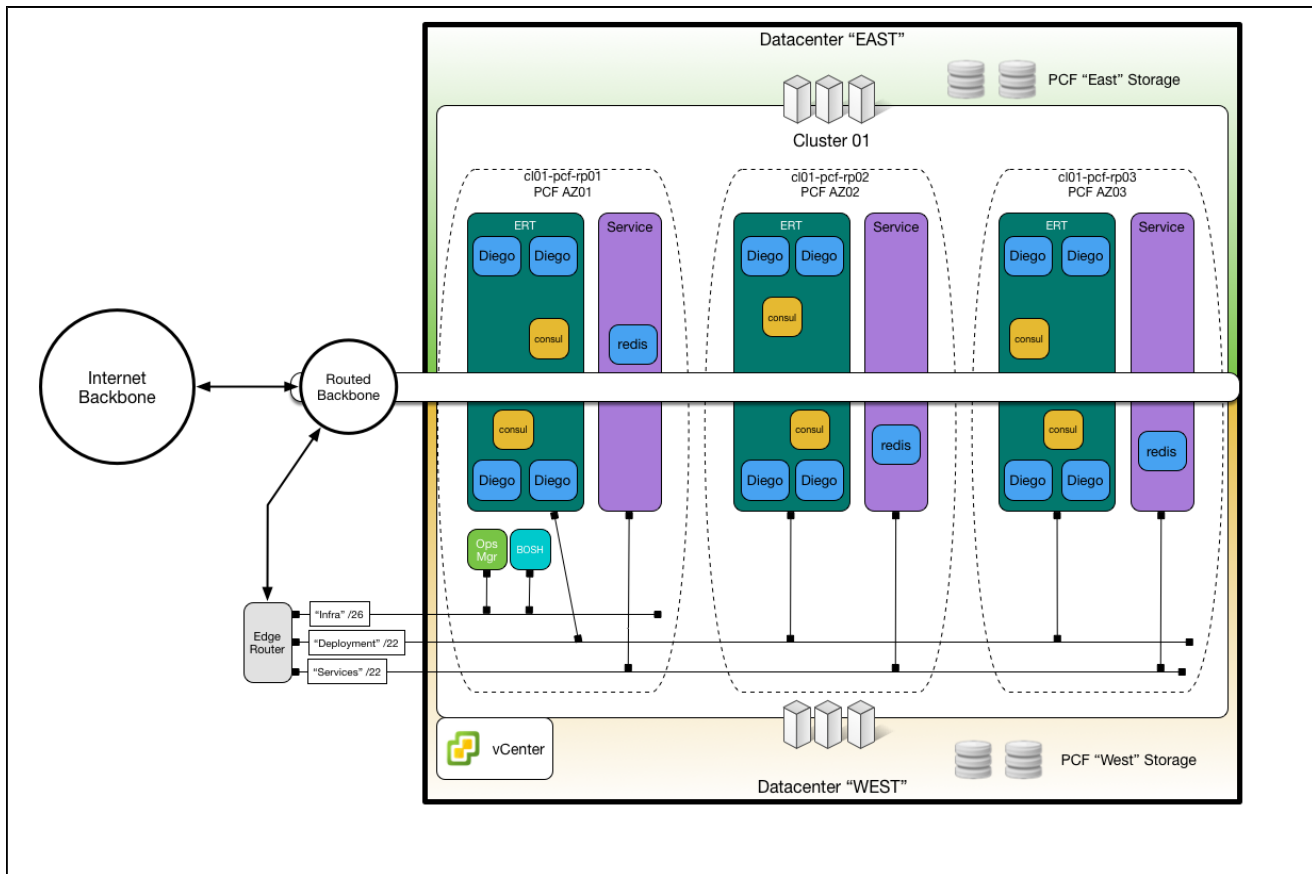 Datacenter “EAST”
PCF “East” Storage
Cluster 01
cl01-pcf-rp01
PCF AZ01
cl01-pcf-rp02
PCF AZ02
cl01-pcf-rp03
PCF AZ03
ERT
Service
ERT
Service
ERT
Service
Diego
Diego
Diego
Diego
Diego
Diego
consul
redis
consul
consul
Internet
Backbone
Routed
Backbone
consul
consul
redis
consul
redis
Diego
Diego
Diego
Diego
Diego
Diego
Ops
Mgr
BOSH
Edge
Router
“Infra” /26
“Deployment” /22
“Services” /22
vCenter
PCF “West” Storage
Datacenter “WEST”